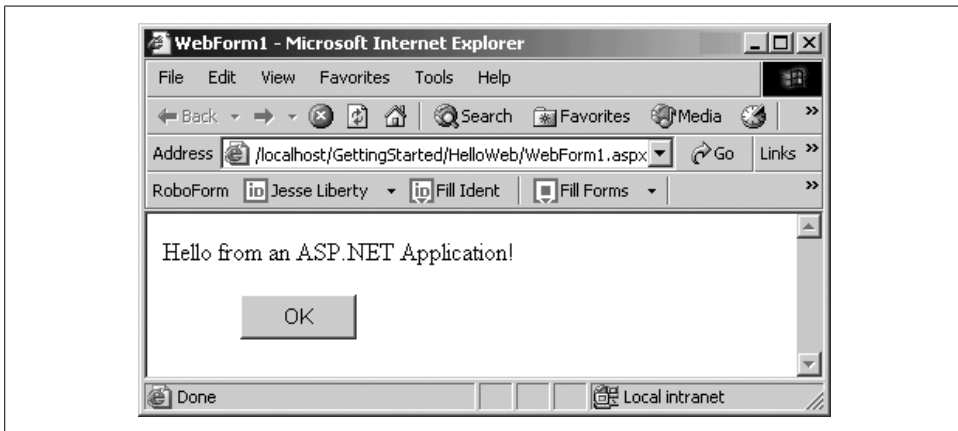 WebForm1 - Microsoft Internet Explorer
File Edit View Favorites Tools Help
Back Search Favorites Media »
Address /localhost/GettingStarted/HelloWeb/WebForm1.aspx Go Links »
RoboForm Jesse Liberty Fill Ident Fill Forms »
Hello from an ASP.NET Application!
OK
Done Local intranet